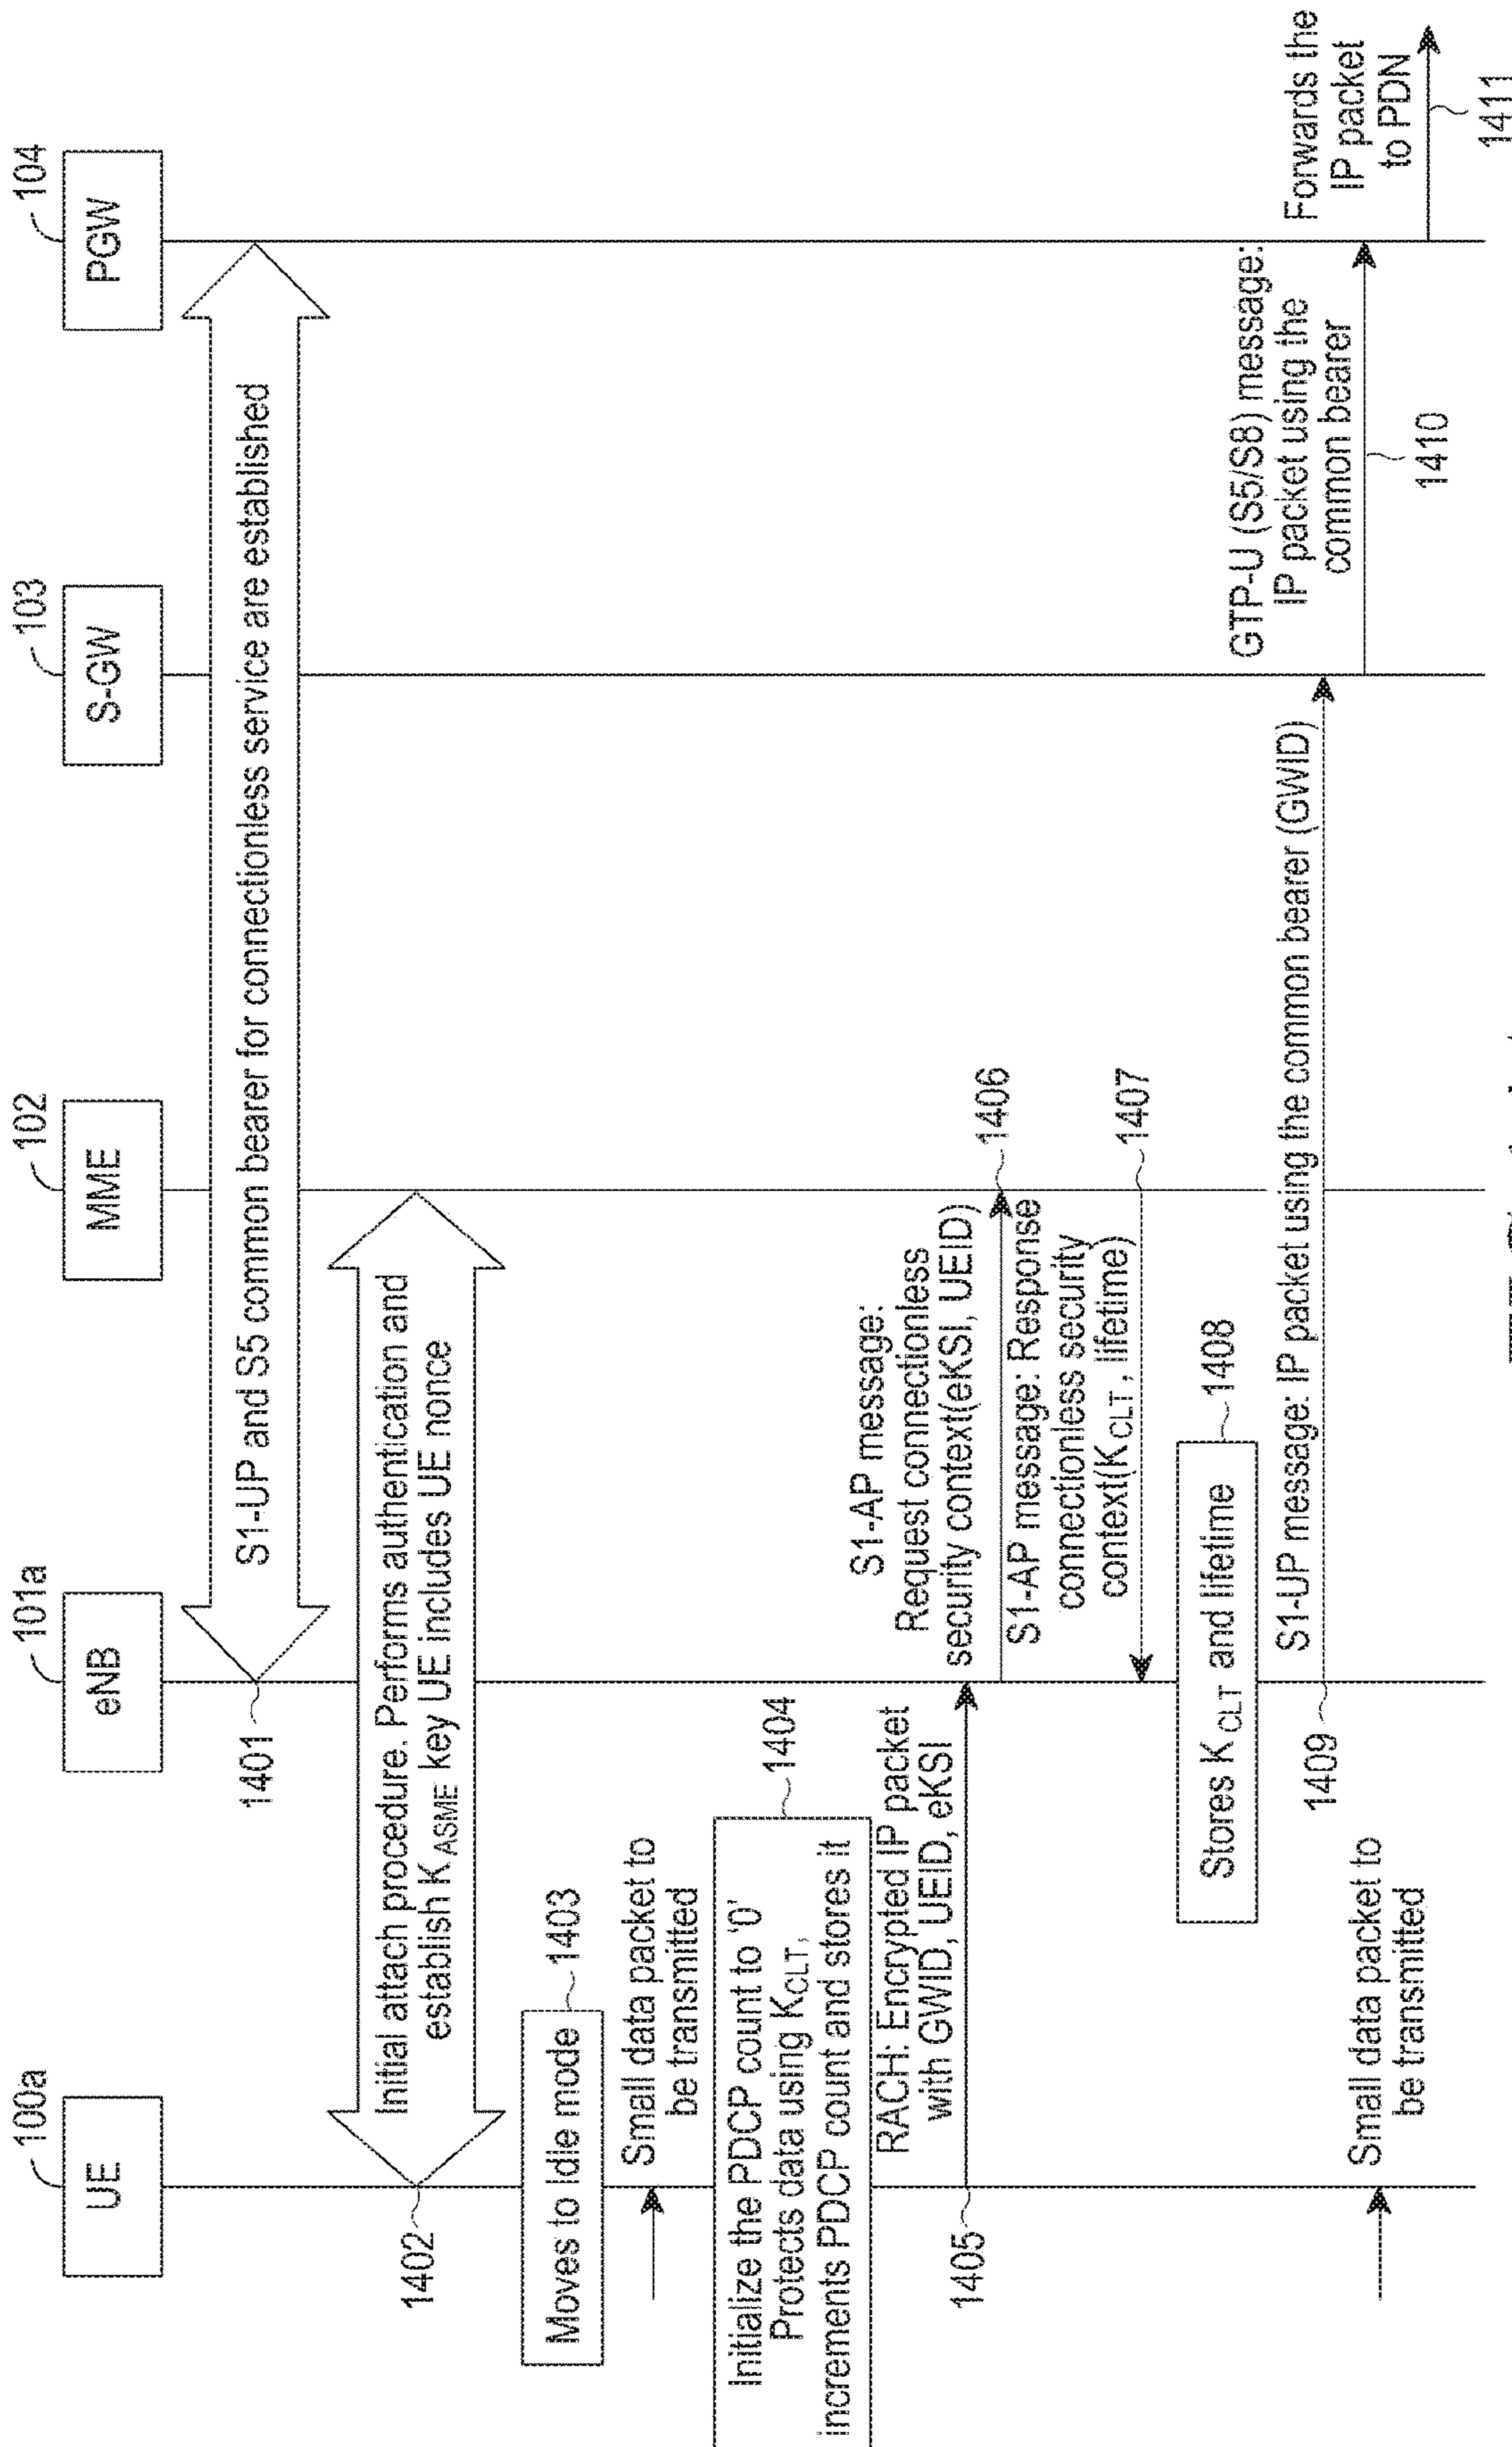 100a
UE
101a
eNB
102
MME
103
S-GW
104
PGW
S1-UP and S5 common bearer for connectionless service are established
1401
Initial attach procedure. Performs authentication and
establish K ASME key UE includes UE nonce
1402
Moves to Idle mode
1403
Small data packet to
be transmitted
Initialize the PDCP count to '0'
Protects data using KCLT,
increments PDCP count and stores it
1404
RACH: Encrypted IP packet
with GWID, UEID, eKSI
1405
S1-AP message:
Request connectionless
security context(eKSI, UEID)
1406
S1-AP message: Response
connectionless security
context(K CLT, lifetime)
1407
Stores K CLT and lifetime
1408
S1-UP message: IP packet using the common bearer (GWID)
1409
GTP-U (S5/S8) message:
IP packet using the
common bearer
1410
Forwards the
IP packet
to PDN
1411
Small data packet to
be transmitted